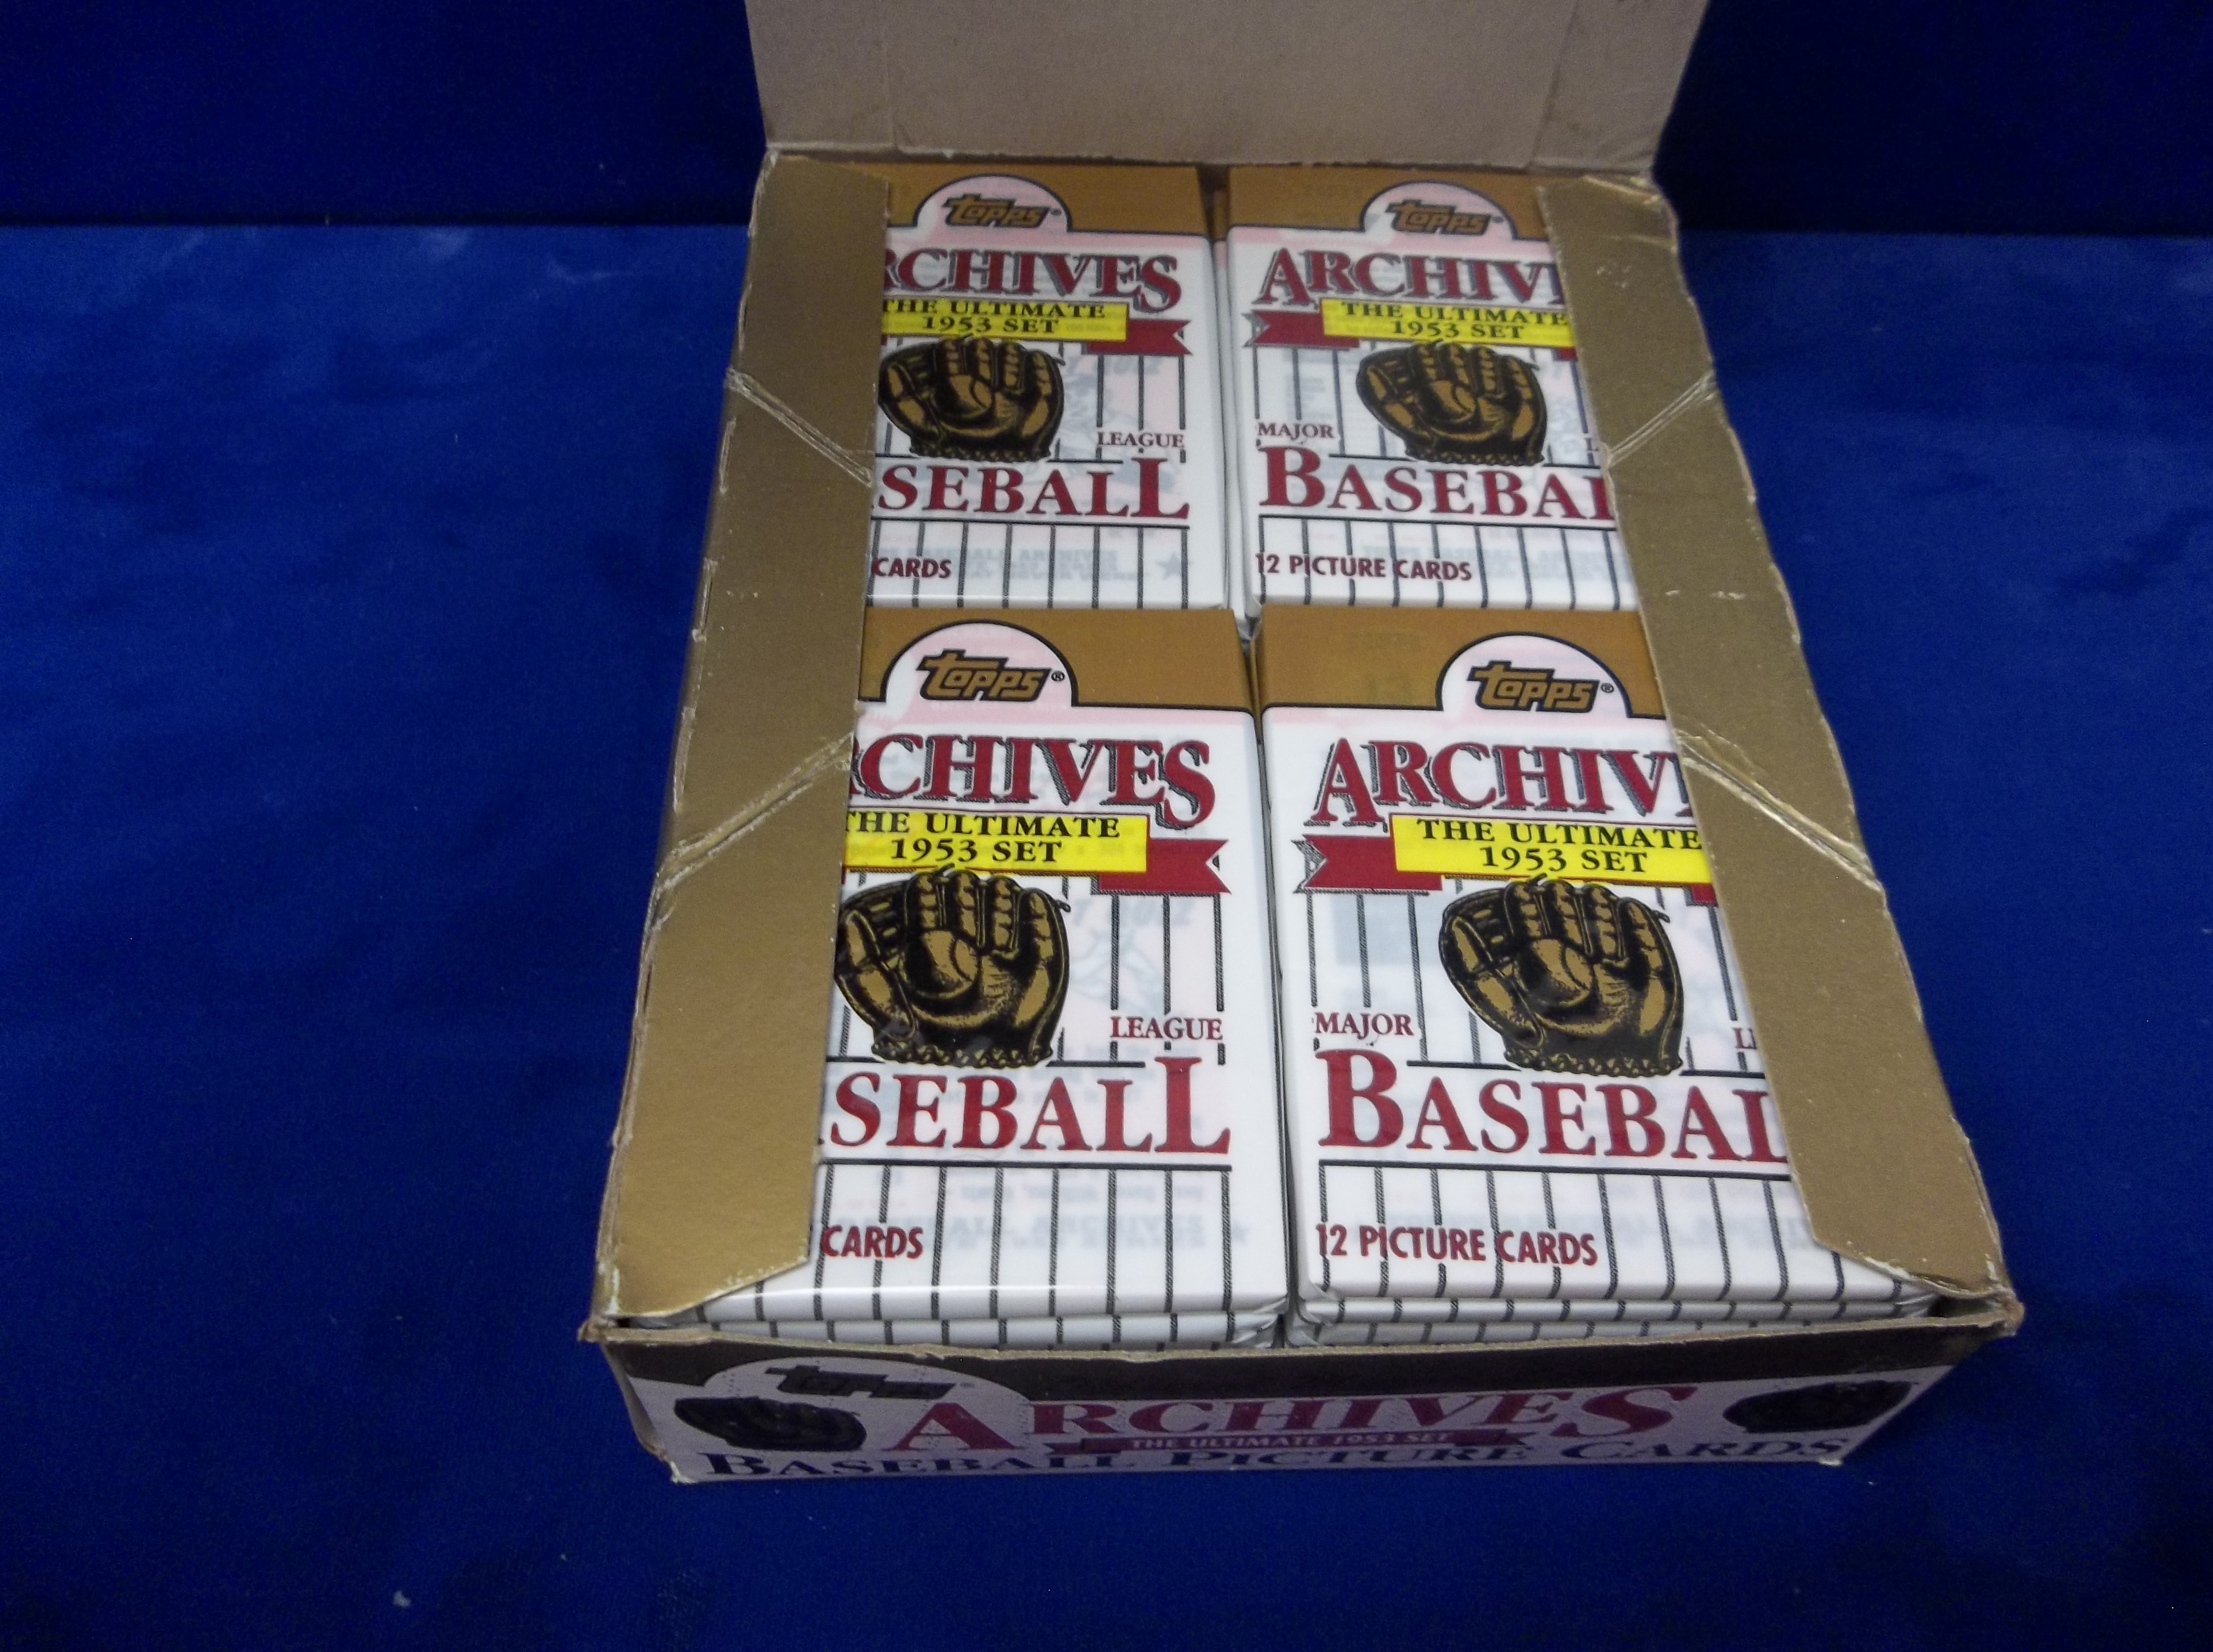 topps®
ARCHIVES
THE ULTIMATE
1953 SET
LEAGUE
SEBALL
CARDS
topps®
ARCHIV
THE ULTIMATE
1953 SET
MAJOR
BASEBAL
12 PICTURE CARDS
topps®
RCHIVES
THE ULTIMATE
1953 SET
LEAGUE
SEBALL
CARDS
topps®
ARCHIV
THE ULTIMATE
1953 SET
MAJOR
LE
BASEBAL
12 PICTURE CARDS
topps®
ARCHIVES
THE ULTIMATE 1953 SET
BASEBALL PICTURE CARDS